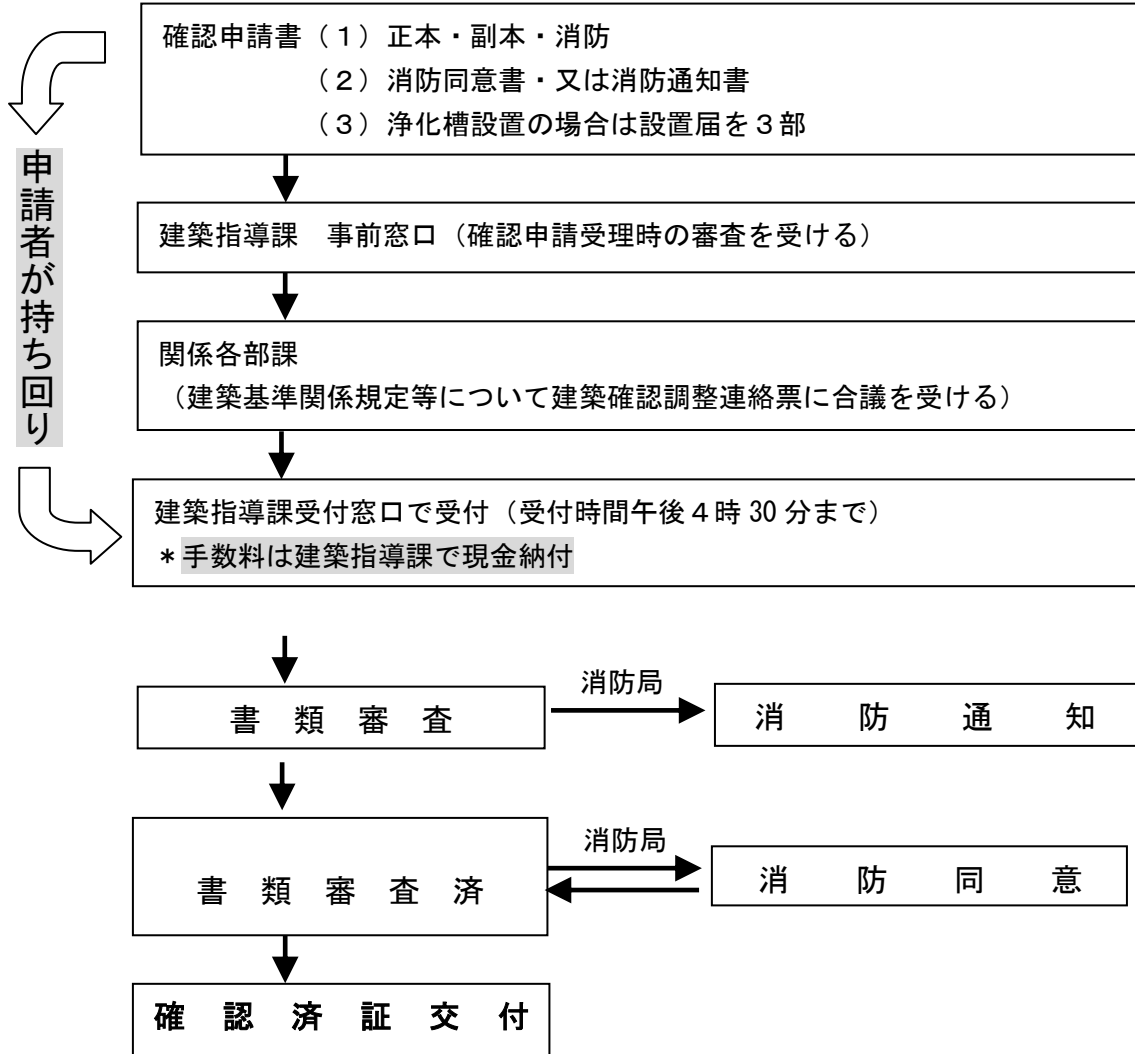 確認申請書（１）正本・副本・消防
（２）消防同意書・又は消防通知書
（３）浄化槽設置の場合は設置届を３部
申請者が持ち回り
建築指導課　事前窓口（確認申請受理時の審査を受ける）
関係各部課
（建築基準関係規定等について建築確認調整連絡票に合議を受ける）
建築指導課受付窓口で受付（受付時間午後４時 30 分まで）
＊手数料は建築指導課で現金納付
書　類　審　査
消防局
消　防　通　知
書　類　審　査　済
消防局
消　防　同　意
確　認　済　証　交　付